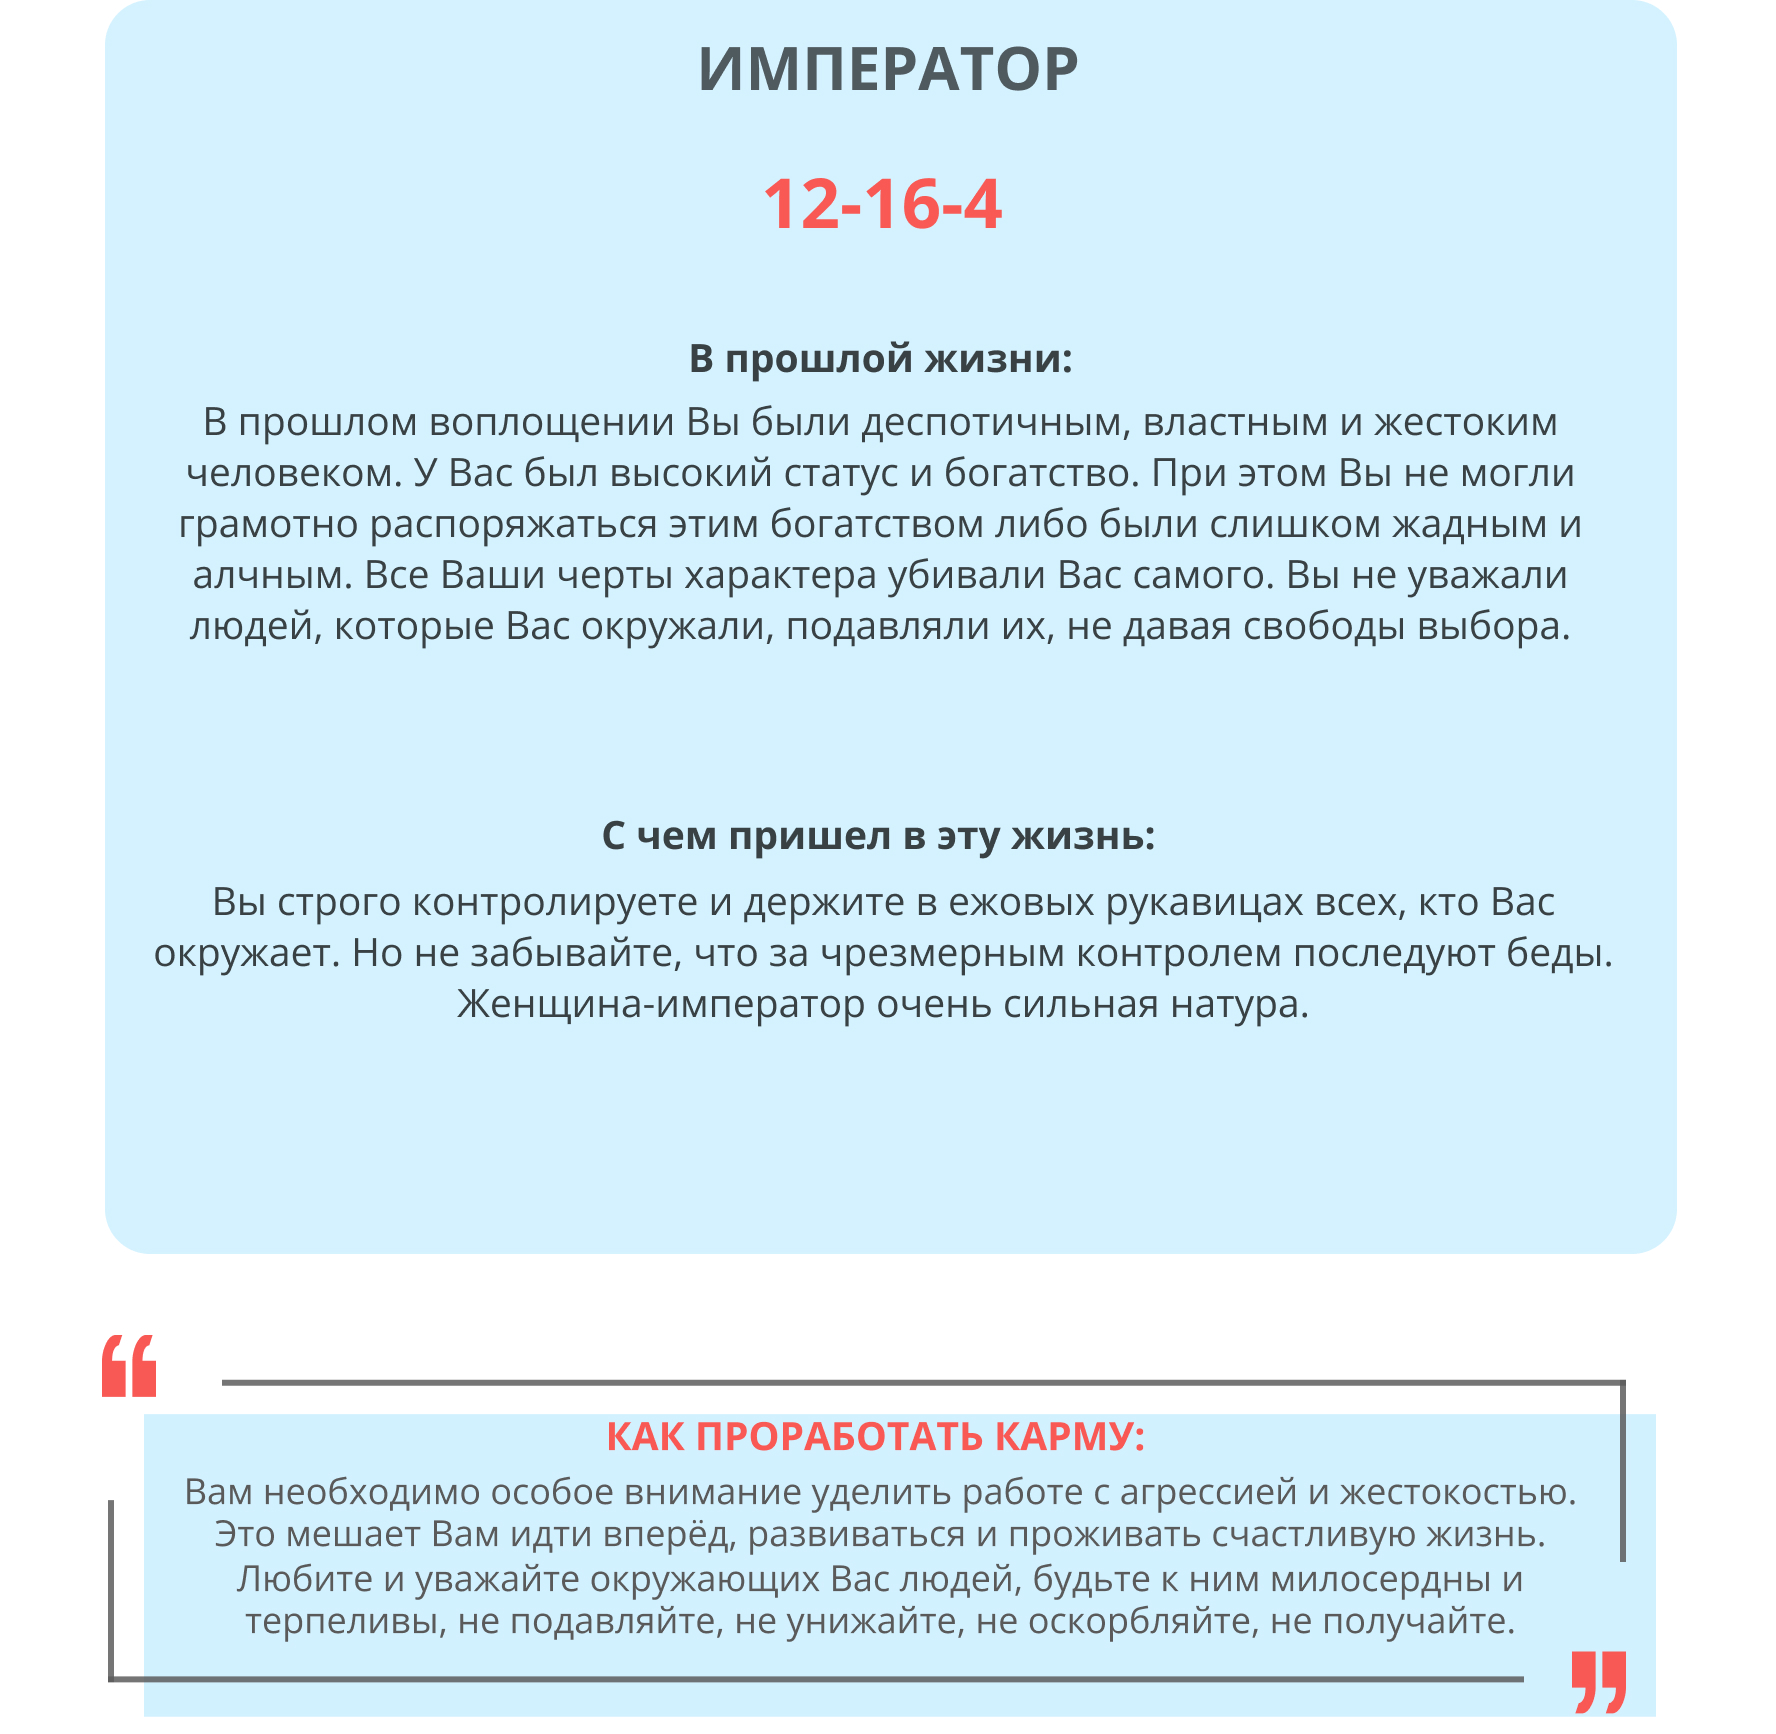 ИМПЕРАТОР
12-16-4
В прошлой жизни:
В прошлом воплощении Вы были деспотичным, властным и жестоким
человеком. У Вас был высокий статус и богатство. При этом Вы не могли
грамотно распоряжаться этим богатством либо были слишком жадным и
алчным. Все Ваши черты характера убивали Вас самого. Вы не уважали
людей, которые Вас окружали, подавляли их, не давая свободы выбора.
С чем пришел в эту жизнь:
Вы строго контролируете и держите в ежовых рукавицах всех, кто Вас
окружает. Но не забывайте, что за чрезмерным контролем последуют беды.
Женщина-император очень сильная натура.
КАК ПРОРАБОТАТЬ КАРМУ:
Вам необходимо особое внимание уделить работе с агрессией и жестокостью.
Это мешает Вам идти вперёд, развиваться и проживать счастливую жизнь.
Любите и уважайте окружающих Вас людей, будьте к ним милосердны и
терпеливы, не подавляйте, не унижайте, не оскорбляйте, не получайте.